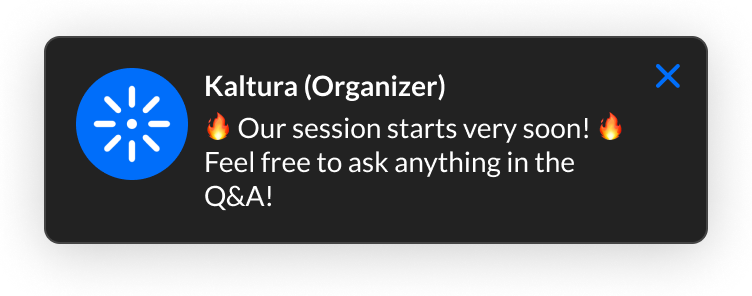 Kaltura (Organizer)
🔥 Our session starts very soon! 🔥
Feel free to ask anything in the
Q&A!